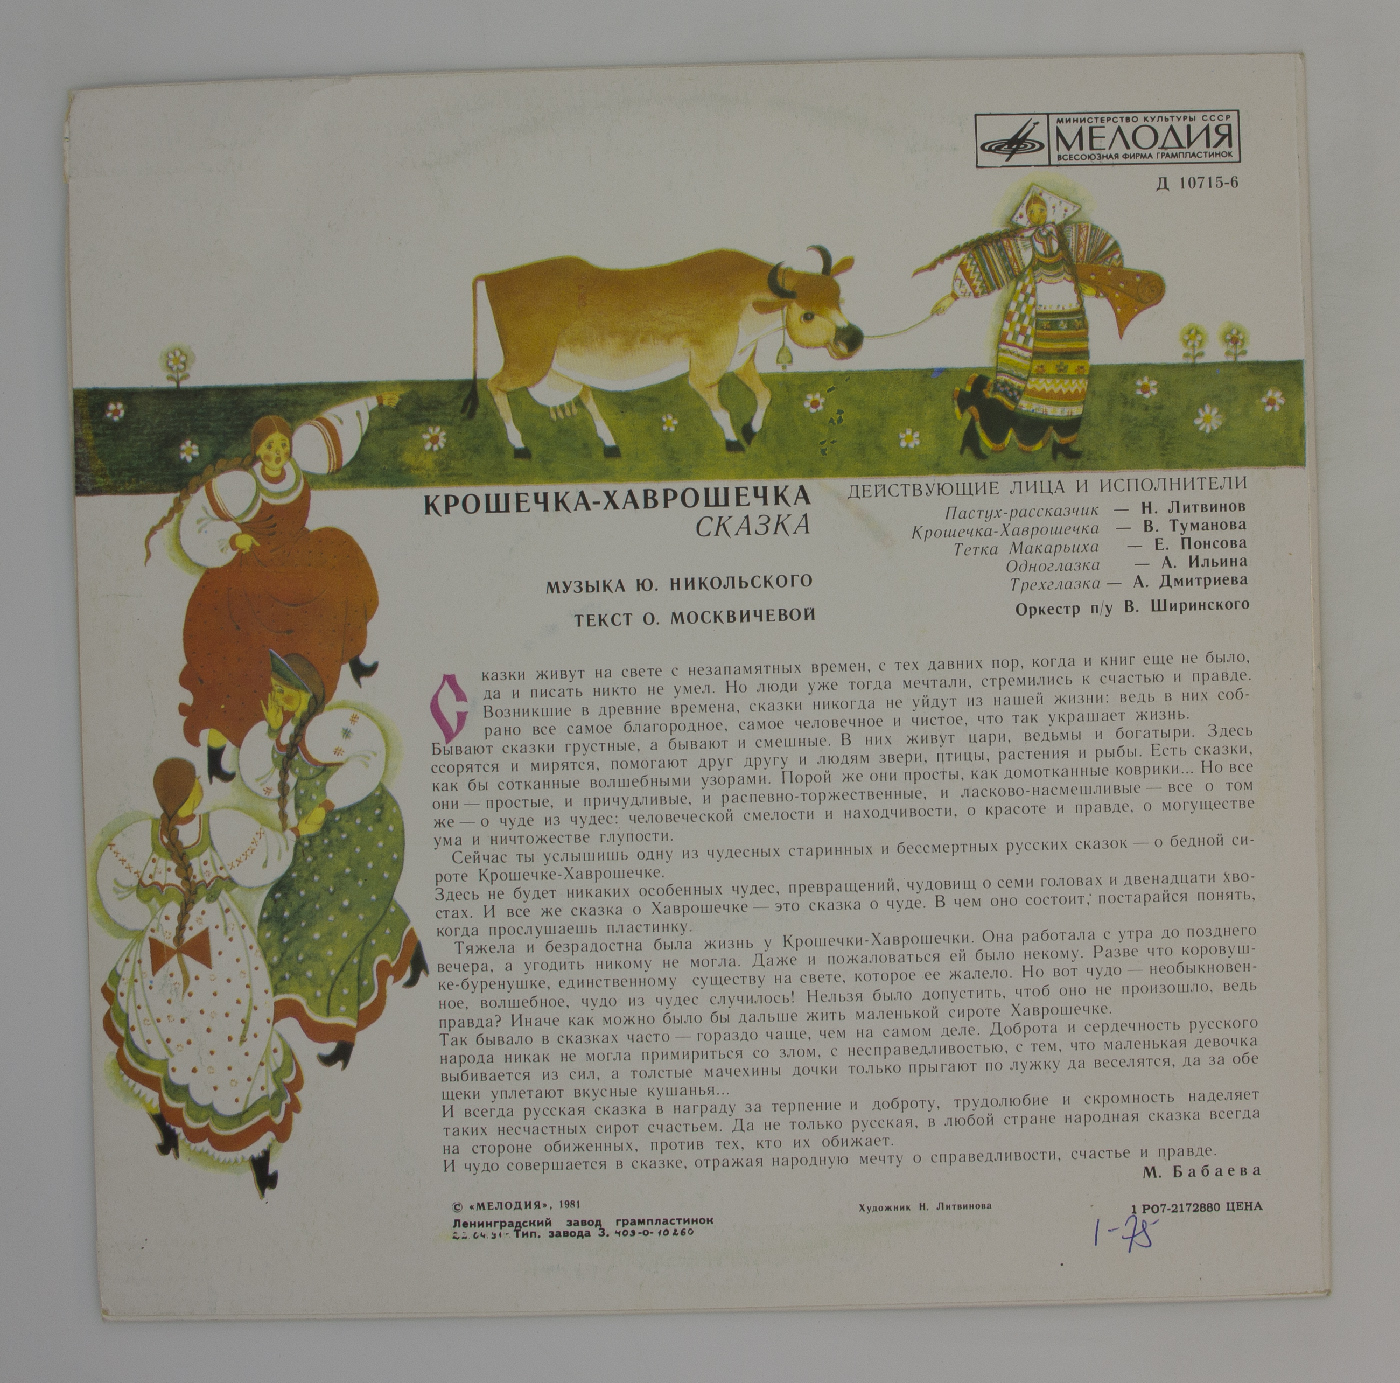 МИНИСТЕРСТВО КУЛЬТУРЫ СССР
МЕЛОДИЯ
ВСЕСОЮЗНАЯ ФИРМА ГРАМПЛАСТИНОК
Д 10715-6
КРОШЕЧКА-ХАВРОШЕЧКА
СКАЗКА
МУЗЫКА Ю. НИКОЛЬСКОГО
ТЕКСТ О. МОСКВИЧЕВОЙ
ДЕЙСТВУЮЩИЕ ЛИЦА И ИСПОЛНИТЕЛИ
Пастух-рассказчик — Н. Литвинов
Крошечка-Хаврошечка — В. Туманова
Тетка Макарьиха — Е. Понсова
Одноглазка — А. Ильина
Трехглазка — А. Дмитриева
Оркестр п/у В. Ширинского
Сказки живут на свете с незапамятных времен, с тех давних пор, когда и книг еще не было,
да и писать никто не умел. Но люди уже тогда мечтали, стремились к счастью и правде.
Возникшие в древние времена, сказки никогда не уйдут из нашей жизни: ведь в них соб-
рано все самое благородное, самое человечное и чистое, что так украшает жизнь.
Бывают сказки грустные, а бывают и смешные. В них живут цари, ведьмы и богатыри. Здесь
ссорятся и мирятся, помогают друг другу и людям звери, птицы, растения и рыбы. Есть сказки,
как бы сотканные волшебными узорами. Порой же они просты, как домотканные коврики... Но все
они — простые, и причудливые, и распевно-торжественные, и ласково-насмешливые — все о том
же — о чуде из чудес: человеческой смелости и находчивости, о красоте и правде, о могуществе
ума и ничтожестве глупости.
Сейчас ты услышишь одну из чудесных старинных и бессмертных русских сказок — о бедной си-
роте Крошечке-Хаврошечке.
Здесь не будет никаких особенных чудес, превращений, чудовищ о семи головах и двенадцати хво-
стах. И все же сказка о Хаврошечке — это сказка о чуде. В чем оно состоит, постарайся понять,
когда прослушаешь пластинку.
Тяжела и безрадостна была жизнь у Крошечки-Хаврошечки. Она работала с утра до позднего
вечера, а угодить никому не могла. Даже и пожаловаться ей было некому. Разве что коровуш-
ке-буренушке, единственному существу на свете, которое ее жалело. Но вот чудо — необыкновен-
ное, волшебное, чудо из чудес случилось! Нельзя было допустить, чтоб оно не произошло, ведь
правда? Иначе как можно было бы дальше жить маленькой сироте Хаврошечке.
Так бывало в сказках часто — гораздо чаще, чем на самом деле. Доброта и сердечность русского
народа никак не могла примириться со злом, с несправедливостью, с тем, что маленькая девочка
выбивается из сил, а толстые мачехины дочки только прыгают по лужку да веселятся, да за обе
щеки уплетают вкусные кушанья...
И всегда русская сказка в награду за терпение и доброту, трудолюбие и скромность наделяет
таких несчастных сирот счастьем. Да не только русская, в любой стране народная сказка всегда
на стороне обиженных, против тех, кто их обижает.
И чудо совершается в сказке, отражая народную мечту о справедливости, счастье и правде.
М. Бабаева
© «МЕЛОДИЯ», 1981
Ленинградский завод грампластинок
Тип. завода З. 403-0-10260
Художник Н. Литвинова
1 РО7-2172880 ЦЕНА
1-75